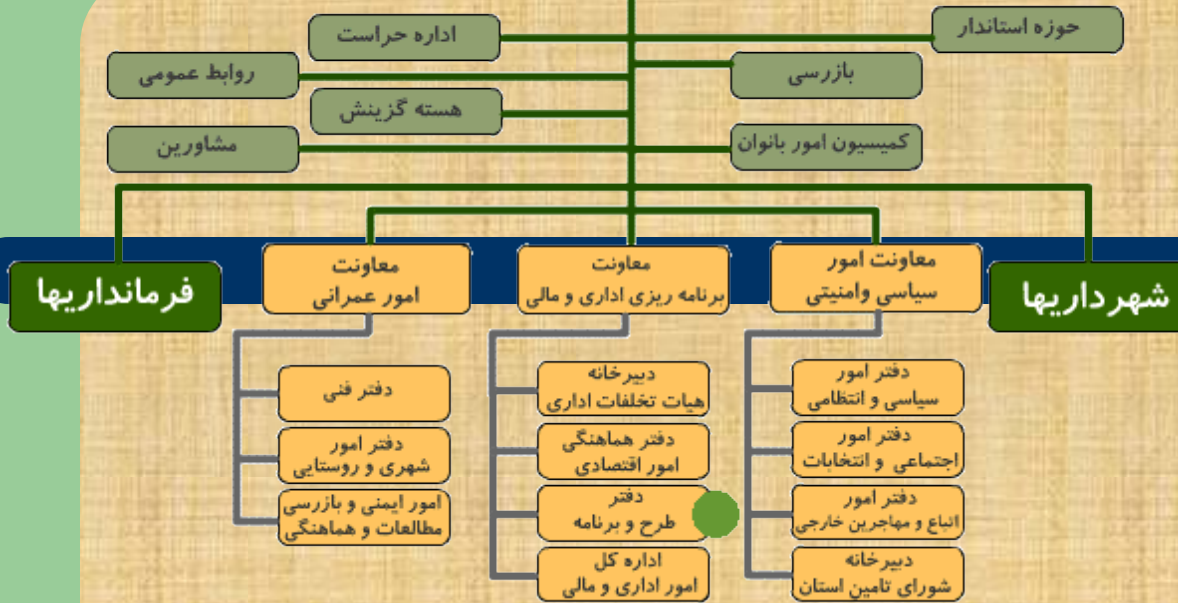 حوزه استاندار
اداره حراست
بازرسی
روابط عمومی
هسته گزینش
کمیسیون امور بانوان
مشاورین
شهرداریها
معاونت امور
سیاسی وامنیتی
معاونت
برنامه ریزی اداری و مالی
معاونت
امور عمرانی
فرمانداریها
دفتر امور
سیاسی و انتظامی
دفتر امور
اجتماعی و انتخابات
دفتر امور
اتباع و مهاجرین خارجی
دبیرخانه
شورای تامین استان
دبیرخانه
هیات تخلفات اداری
دفتر هماهنگی
امور اقتصادی
دفتر
طرح و برنامه
اداره کل
امور اداری و مالی
دفتر فنی
دفتر امور
شهری و روستایی
امور ایمنی و بازرسی
مطالعات و هماهنگی